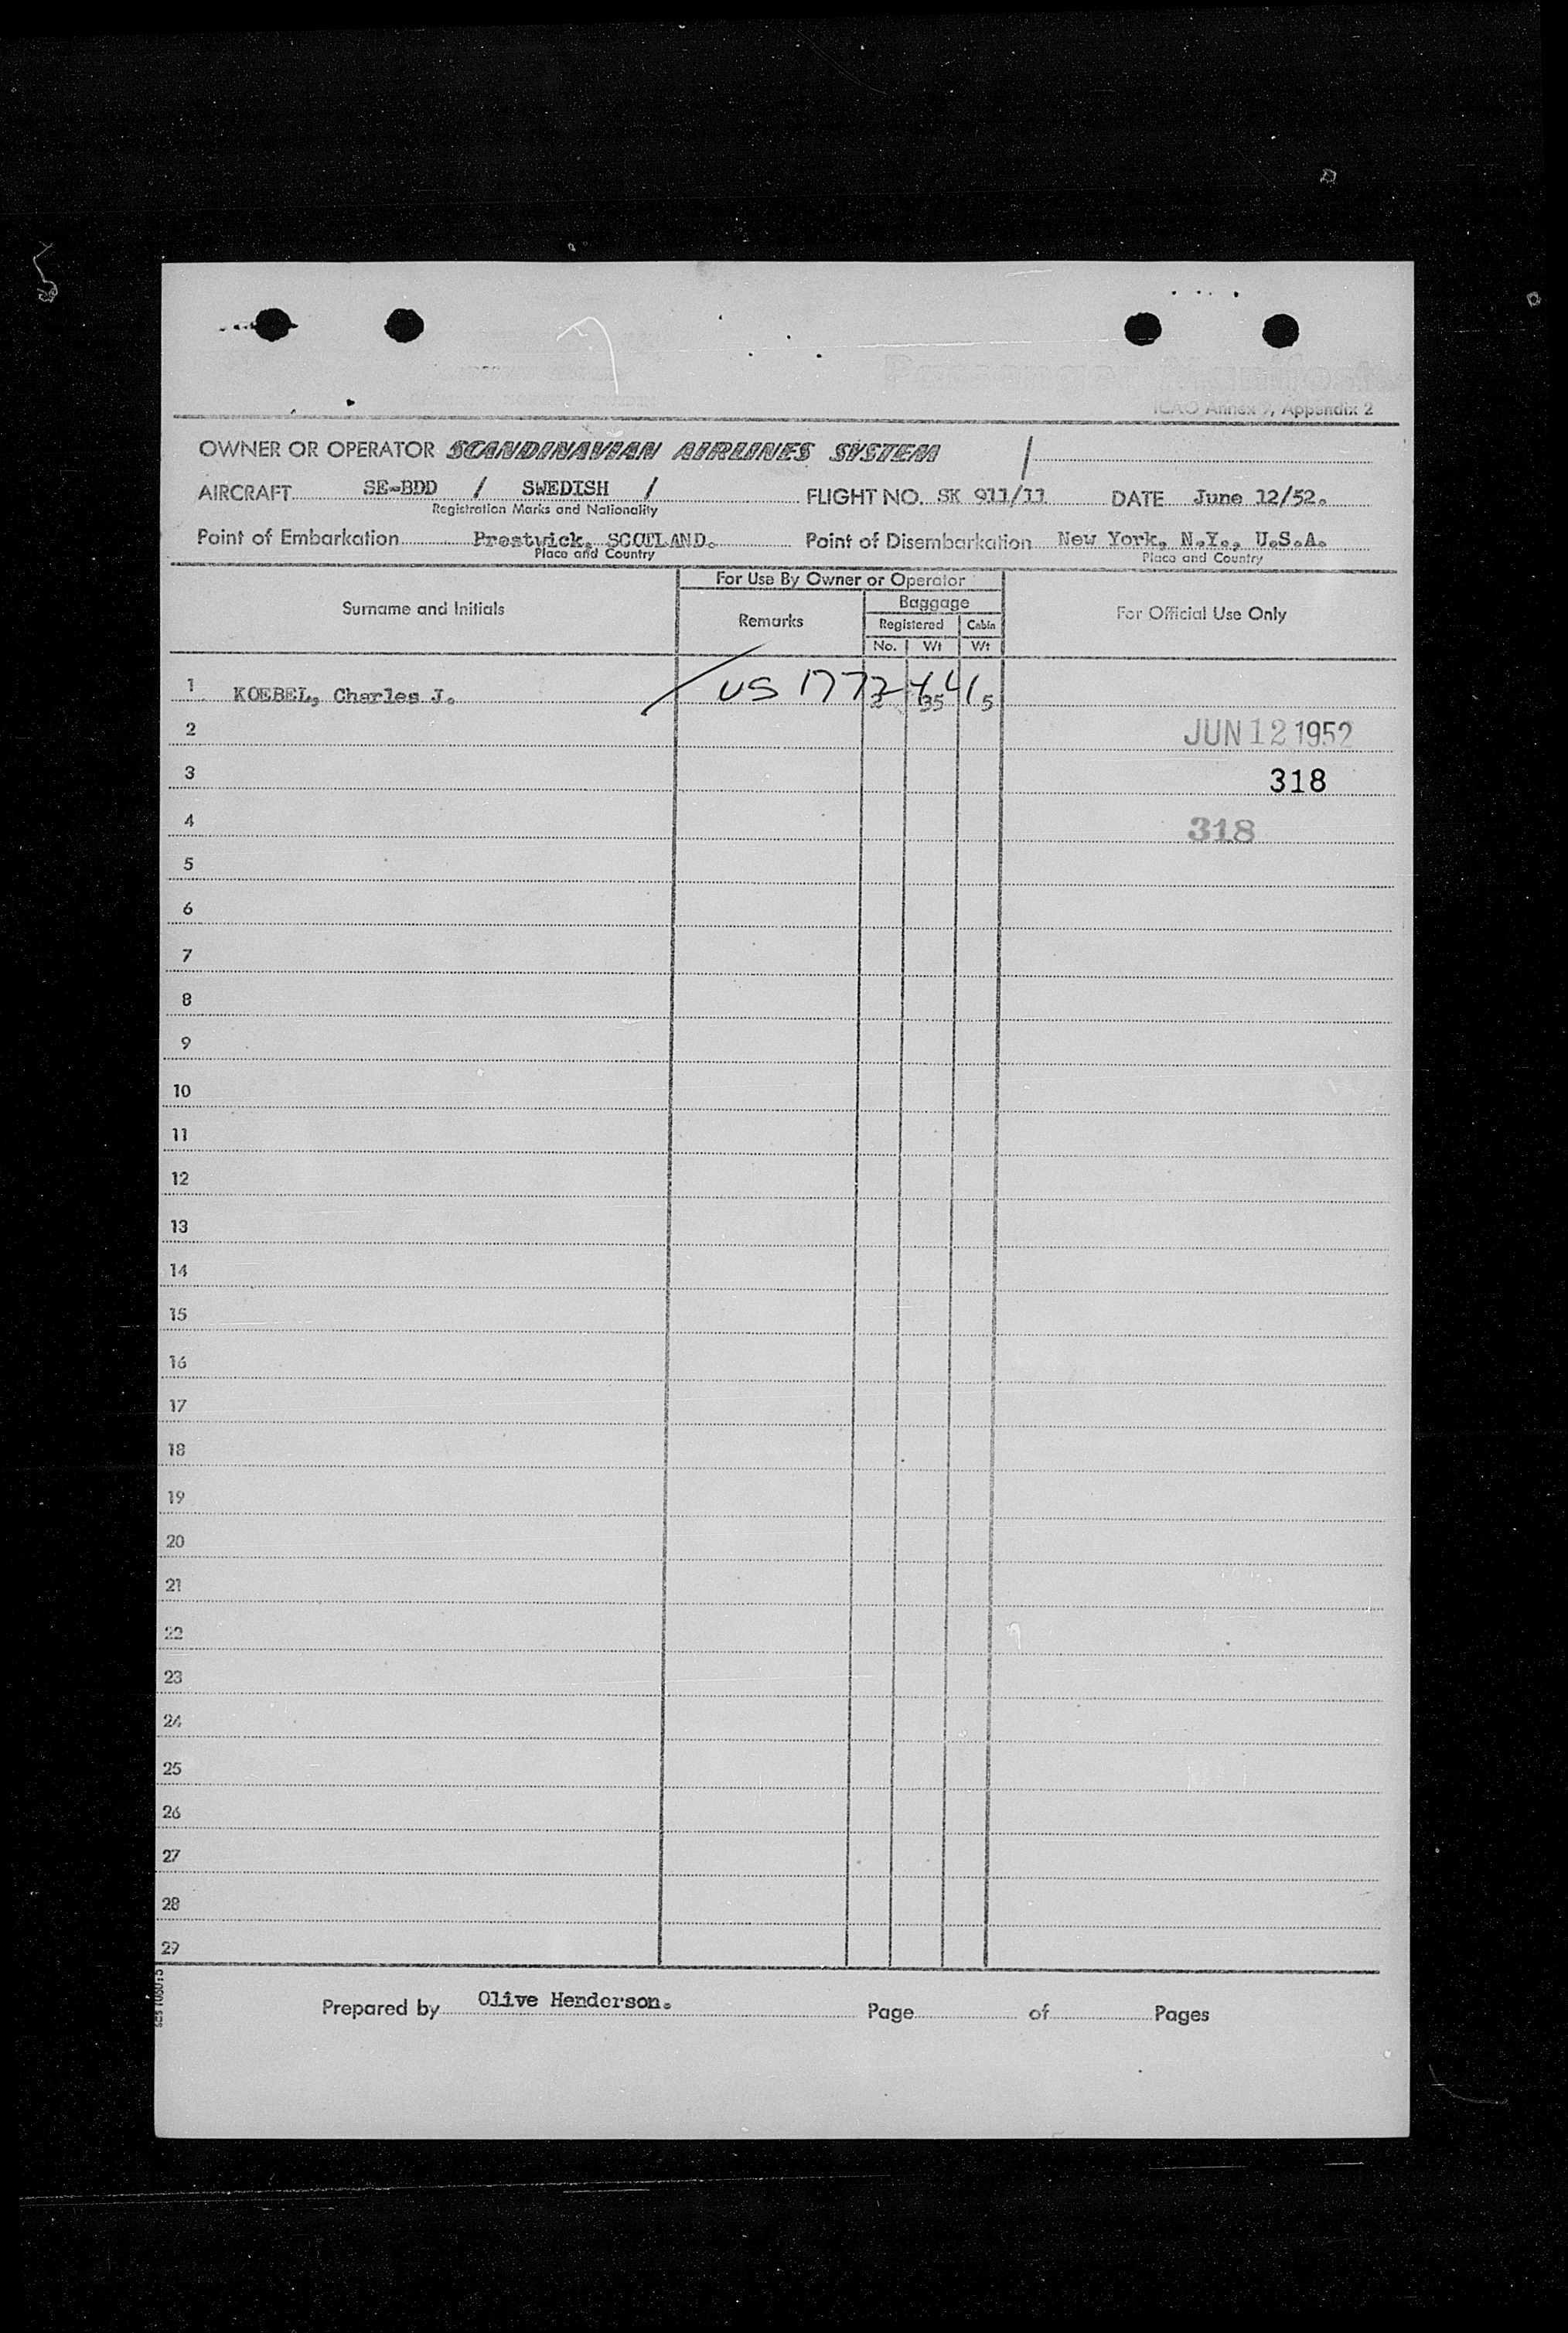 ICAO Annex 9, Appendix 2
OWNER OR OPERATOR SCANDINAVIAN AIRLINES SYSTEM /
AIRCRAFT SE-BDD / SWEDISH / FLIGHT NO. SK 911/11 DATE June 12/52.
Registration Marks and Nationality
Point of Embarkation Prestwick, SCOTLAND. Point of Disembarkation New York, N.Y., U.S.A.
Place and Country Place and Country
For Use By Owner or Operator
Surname and Initials Remarks Baggage For Official Use Only
Registered Cabin
No. Wt Wt
1 KOEBEL, Charles J. US 2 35 5
2 JUN 12 1952
3 318
4 318
5
6
7
8
9
10
11
12
13
14
15
16
17
18
19
20
21
22
23
24
25
26
27
28
29
Prepared by Olive Henderson. Page of Pages